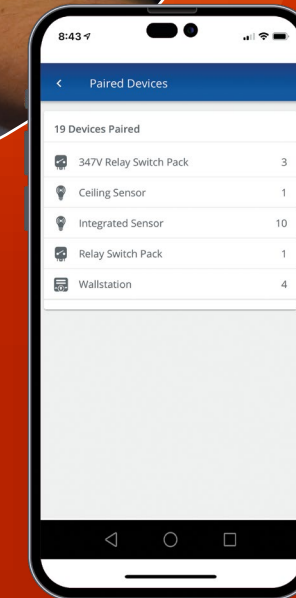 8:43
Paired Devices
19 Devices Paired
347V Relay Switch Pack 3
Ceiling Sensor 1
Integrated Sensor 10
Relay Switch Pack 1
Wallstation 4